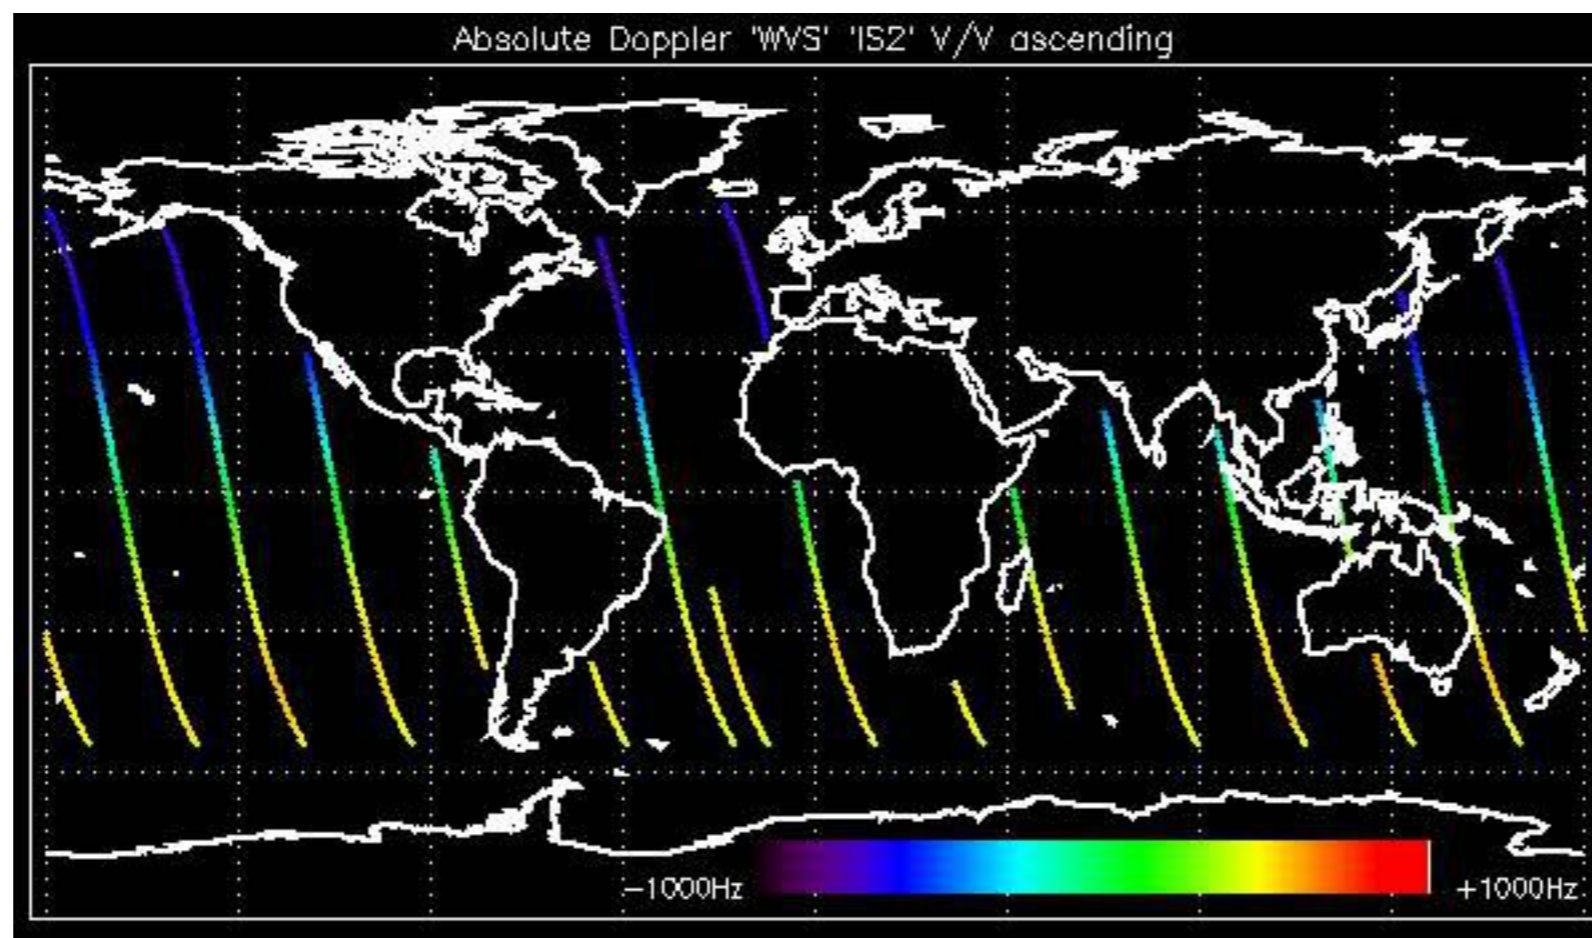 Absolute Doppler 'WVS' 'IS2' V/V ascending
-1000Hz
+1000Hz